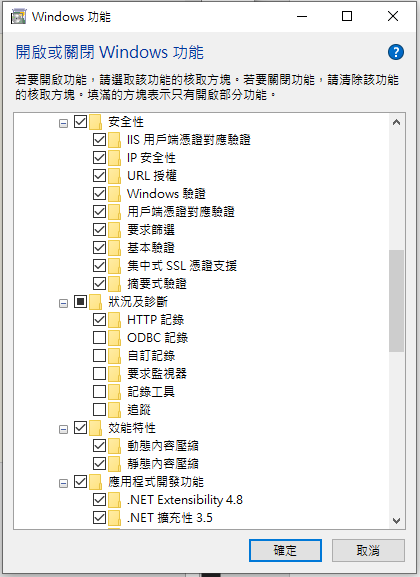 Windows 功能
開啟或關閉 Windows 功能
若要開啟功能，請選取該功能的核取方塊。若要關閉功能，請清除該功能
的核取方塊。填滿的方塊表示只有開啟部分功能。
安全性
IIS 用戶端憑證對應驗證
IP 安全性
URL 授權
Windows 驗證
用戶端憑證對應驗證
要求篩選
基本驗證
集中式 SSL 憑證支援
摘要式驗證
狀況及診斷
HTTP 記錄
ODBC 記錄
自訂記錄
要求監視器
記錄工具
追蹤
效能特性
動態內容壓縮
靜態內容壓縮
應用程式開發功能
.NET Extensibility 4.8
.NET 擴充性 3.5
確定
取消